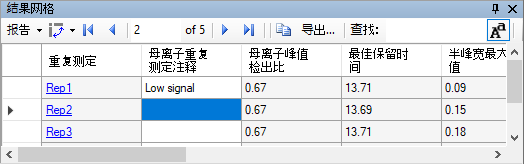 结果网格
报告 2 of 5 导出... 查找: Aa
重复测定 母离子重复测定注释 母离子峰值检出比 最佳保留时间 半峰宽最大值
Rep1 Low signal 0.67 13.71 0.09
Rep2 0.67 13.69 0.15
Rep3 0.67 13.71 0.18